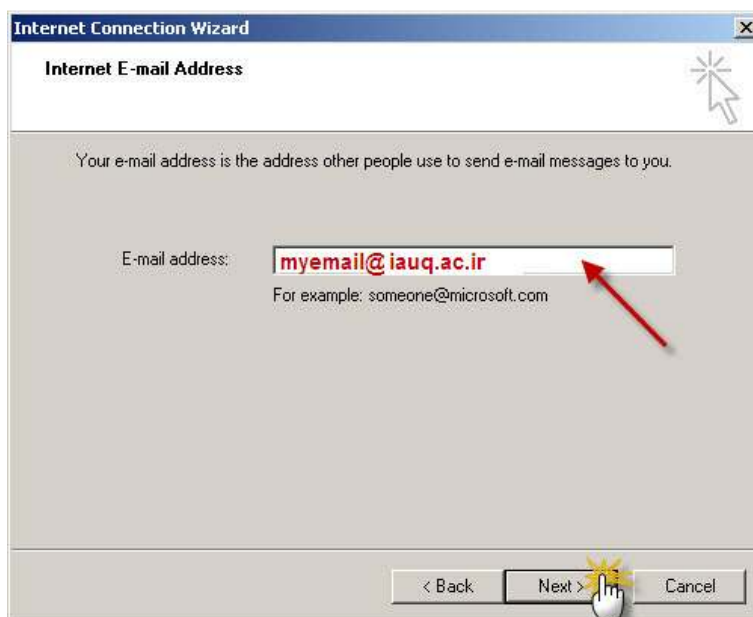 Internet Connection Wizard
Internet E-mail Address
Your e-mail address is the address other people use to send e-mail messages to you.
E-mail address: myemail@iauq.ac.ir
For example: someone@microsoft.com
< Back Next > Cancel